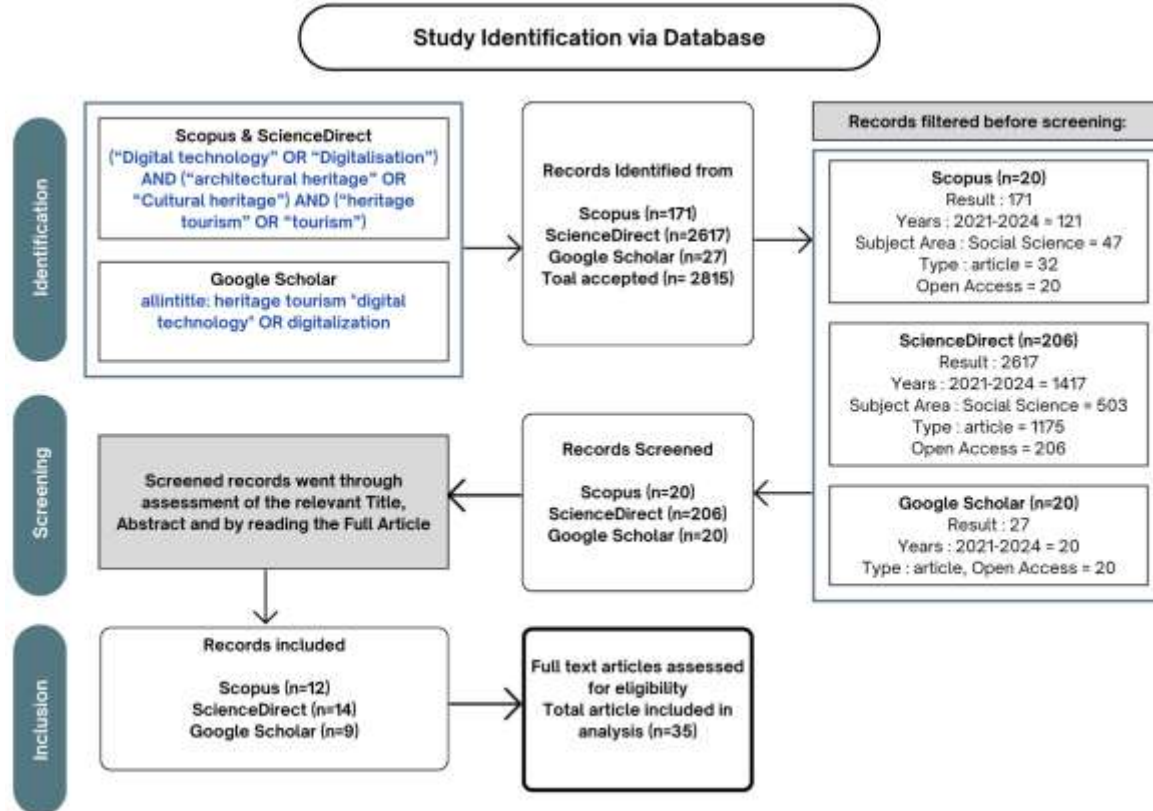 Study Identification via Database
Identification
Scopus & ScienceDirect
(“Digital technology” OR “Digitalisation”)
AND (“architectural heritage” OR
“Cultural heritage”) AND (“heritage
tourism” OR “tourism”)
Google Scholar
allintitle: heritage tourism "digital
technology" OR digitalization
Records Identified from
Scopus (n=171)
ScienceDirect (n=2617)
Google Scholar (n=27)
Toal accepted (n= 2815)
Records filtered before screening:
Scopus (n=20)
Result : 171
Years : 2021-2024 = 121
Subject Area : Social Science = 47
Type : article = 32
Open Access = 20
ScienceDirect (n=206)
Result : 2617
Years : 2021-2024 = 1417
Subject Area : Social Science = 503
Type : article = 1175
Open Access = 206
Google Scholar (n=20)
Result : 27
Years : 2021-2024 = 20
Type : article, Open Access = 20
Screening
Records Screened
Scopus (n=20)
ScienceDirect (n=206)
Google Scholar (n=20)
Screened records went through
assessment of the relevant Title,
Abstract and by reading the Full Article
Inclusion
Records included
Scopus (n=12)
ScienceDirect (n=14)
Google Scholar (n=9)
Full text articles assessed
for eligibility
Total article included in
analysis (n=35)